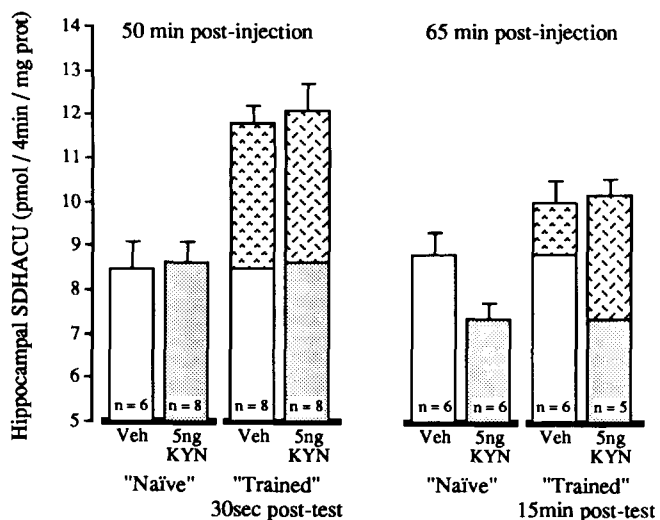 50 min post-injection
65 min post-injection
Hippocampal SDHACU (pmol / 4min / mg prot)
14
13
12
11
10
9
8
7
6
5
n = 6
n = 8
n = 8
n = 8
n = 6
n = 6
n = 6
n = 5
Veh
5ng
KYN
Veh
5ng
KYN
Veh
5ng
KYN
Veh
5ng
KYN
"Naïve"
"Trained"
30sec post-test
"Naïve"
"Trained"
15min post-test